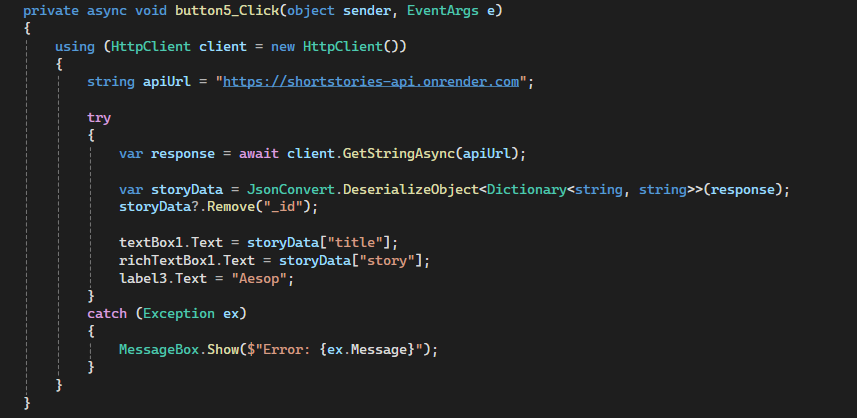 private async void button5_Click(object sender, EventArgs e)
{
    using (HttpClient client = new HttpClient())
    {
        string apiUrl = "https://shortstories-api.onrender.com";

        try
        {
            var response = await client.GetStringAsync(apiUrl);

            var storyData = JsonConvert.DeserializeObject<Dictionary<string, string>>(response);
            storyData?.Remove("_id");

            textBox1.Text = storyData["title"];
            richTextBox1.Text = storyData["story"];
            label3.Text = "Aesop";
        }
        catch (Exception ex)
        {
            MessageBox.Show($"Error: {ex.Message}");
        }
    }
}